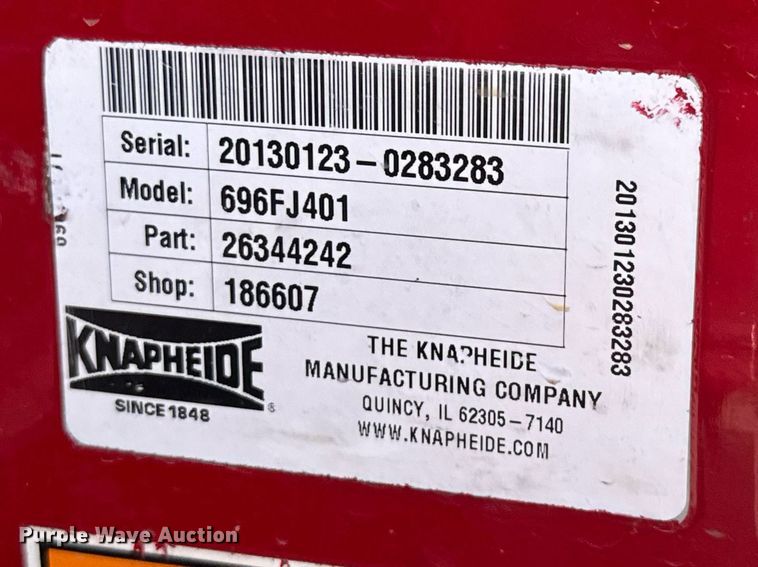 Serial: 20130123-0283283
Model: 696FJ401
Part: 26344242
Shop: 186607
201301230283283
KNAPHEIDE
SINCE 1848 ®
THE KNAPHEIDE
MANUFACTURING COMPANY
QUINCY, IL 62305-7140
WWW.KNAPHEIDE.COM
Purple Wave Auction